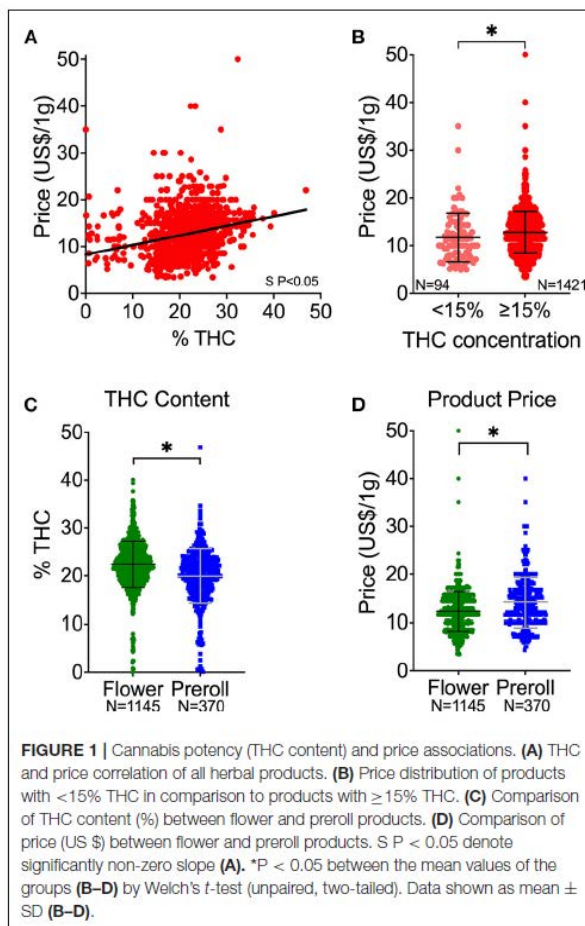 A
50
40
30
20
10
0
Price (US$/1g)
0 10 20 30 40 50
% THC
S P<0.05
B
*
50
40
30
20
10
0
Price (US$/1g)
N=94 N=1421
<15% ≥15%
THC concentration
C
THC Content
*
50
40
30
20
10
0
% THC
Flower Preroll
N=1145 N=370
D
Product Price
*
50
40
30
20
10
0
Price (US$/1g)
Flower Preroll
N=1145 N=370
FIGURE 1 | Cannabis potency (THC content) and price associations. (A) THC
and price correlation of all herbal products. (B) Price distribution of products
with <15% THC in comparison to products with ≥15% THC. (C) Comparison
of THC content (%) between flower and preroll products. (D) Comparison of
price (US $) between flower and preroll products. S P < 0.05 denote
significantly non-zero slope (A). *P < 0.05 between the mean values of the
groups (B–D) by Welch's t-test (unpaired, two-tailed). Data shown as mean ±
SD (B–D).